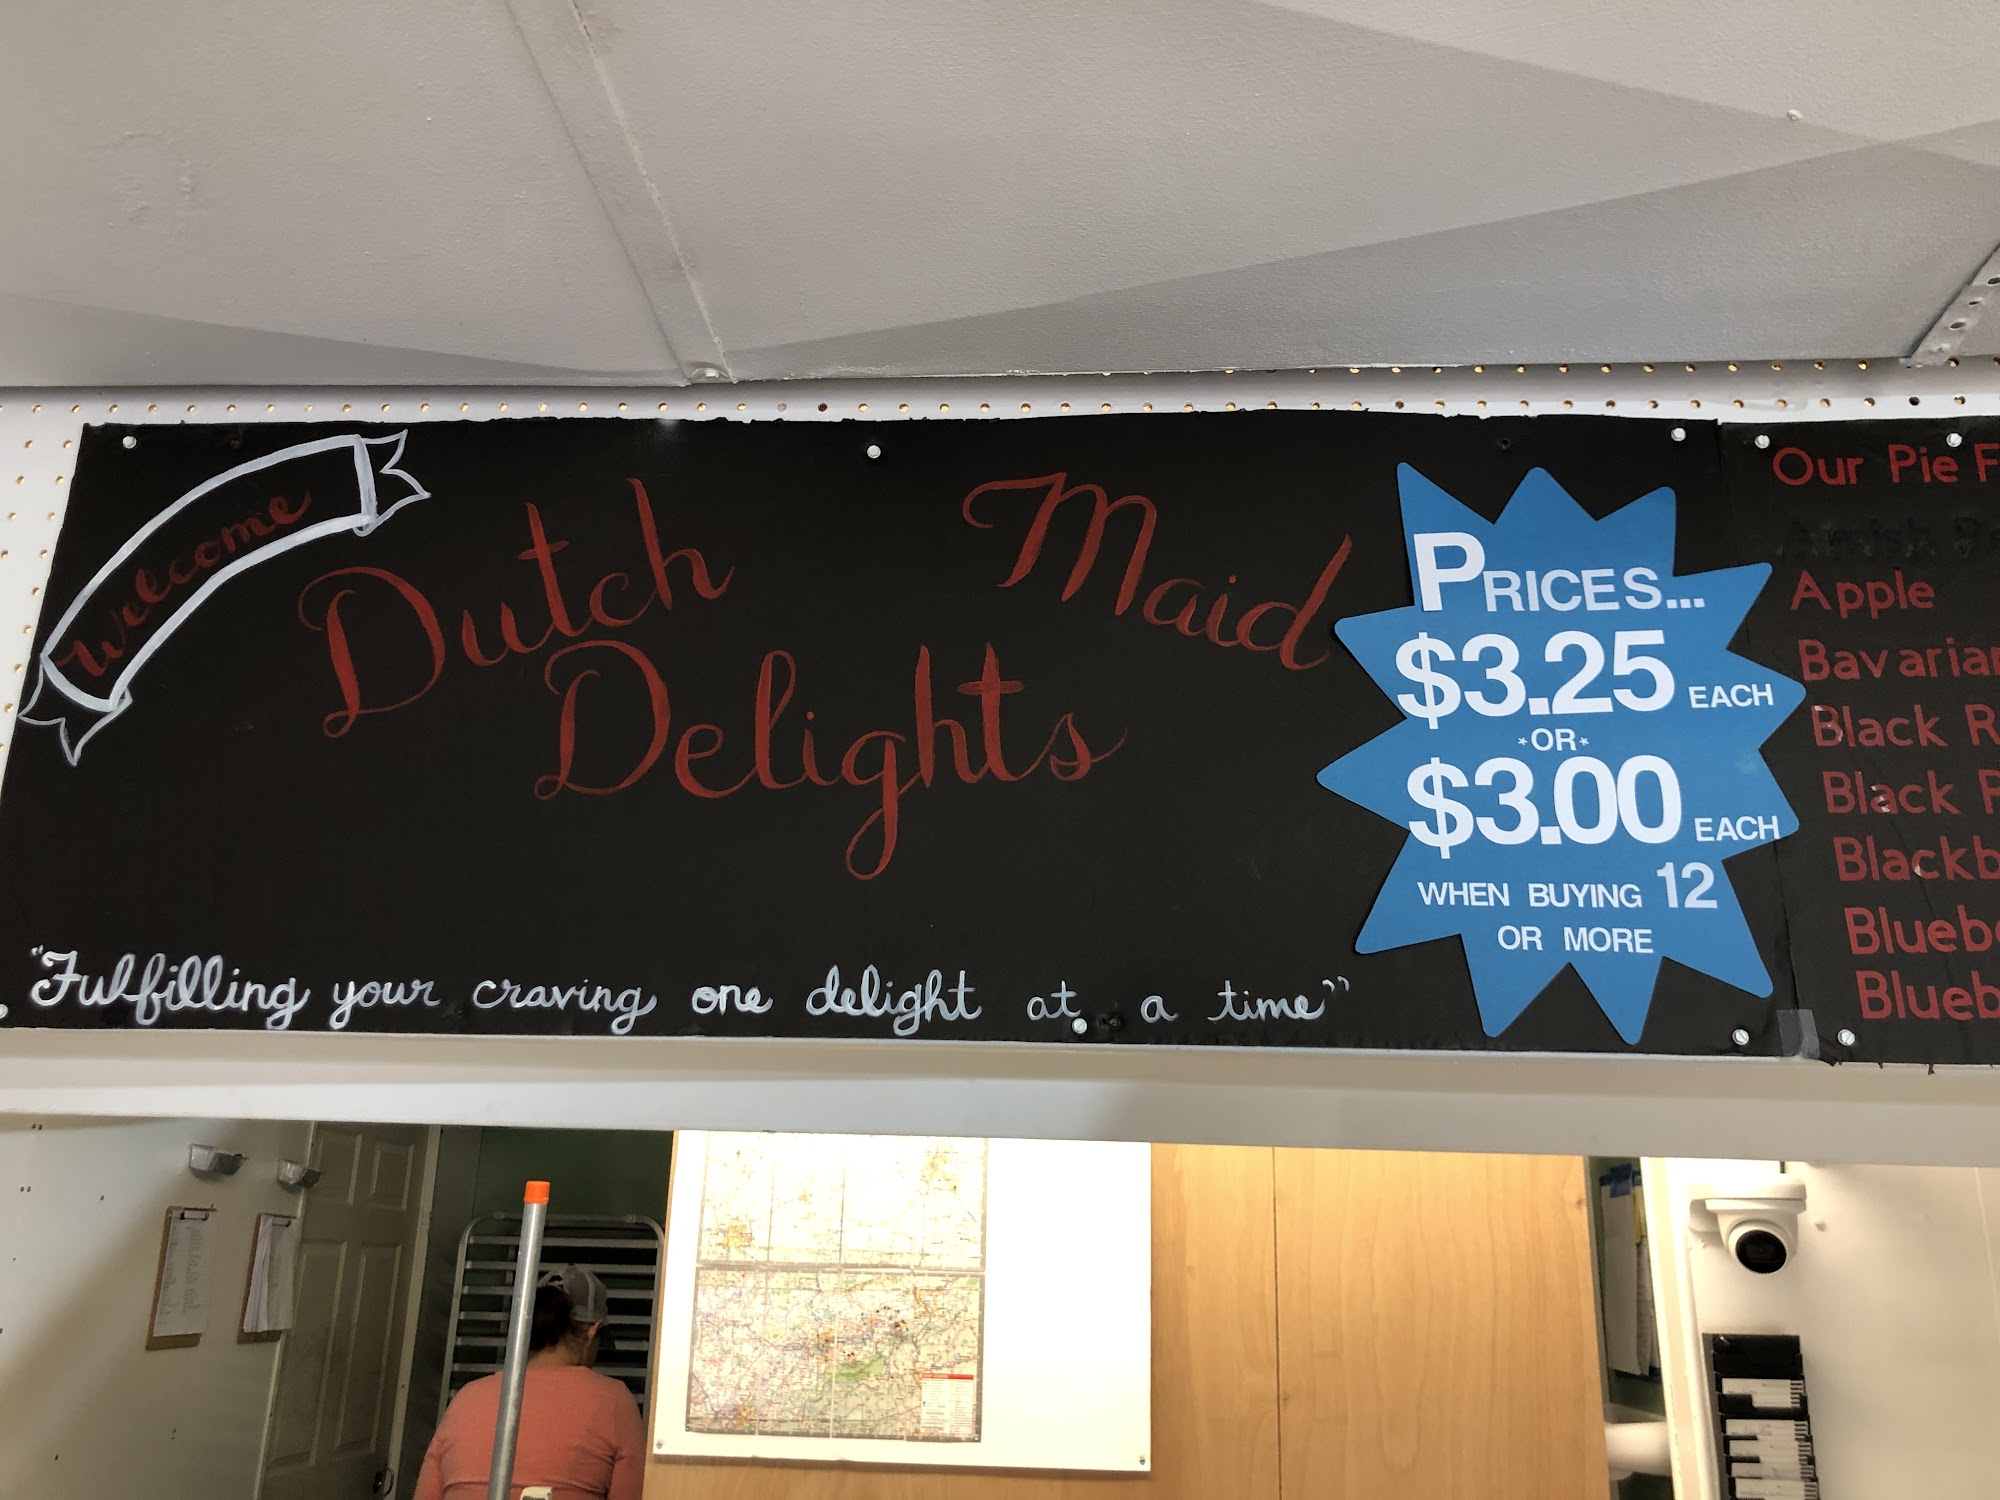 welcome
Dutch Maid
Delights
"Fulfilling your craving one delight at a time"
PRICES...
$3.25 EACH
*OR*
$3.00 EACH
WHEN BUYING 12
OR MORE
Our Pie F
Apple
Bavarian
Black R
Black
Blackb
Blueb
Blueb